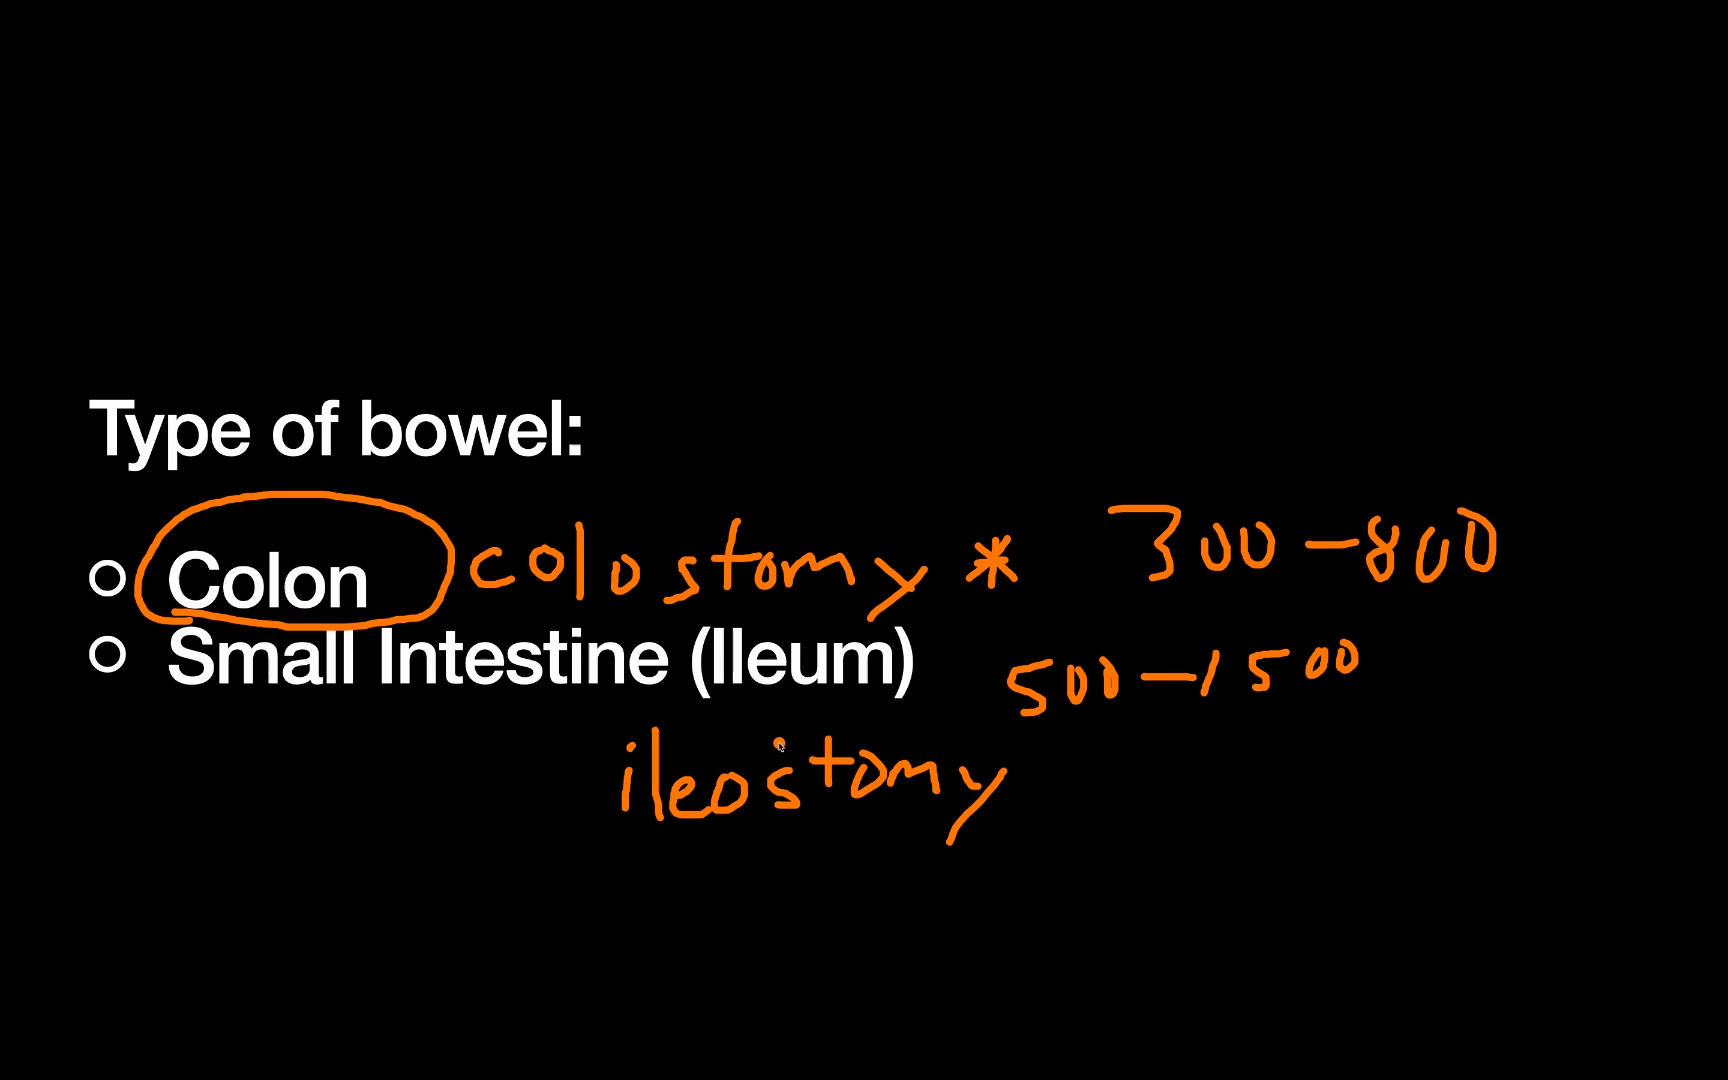 Type of bowel:
Colon colostomy * 300-800
Small Intestine (Ileum) 500-1500
ileostomy